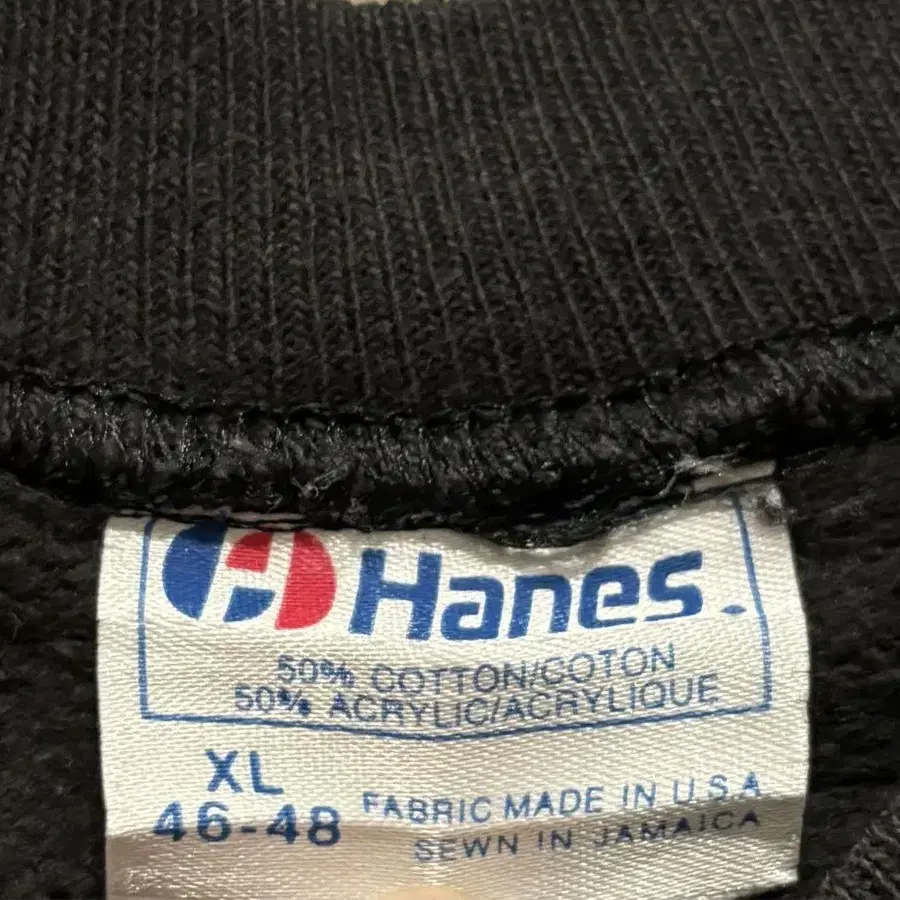 Hanes.
50% COTTON/COTON
50% ACRYLIC/ACRYLIQUE
XL
46-48
FABRIC MADE IN U.S.A
SEWN IN JAMAICA